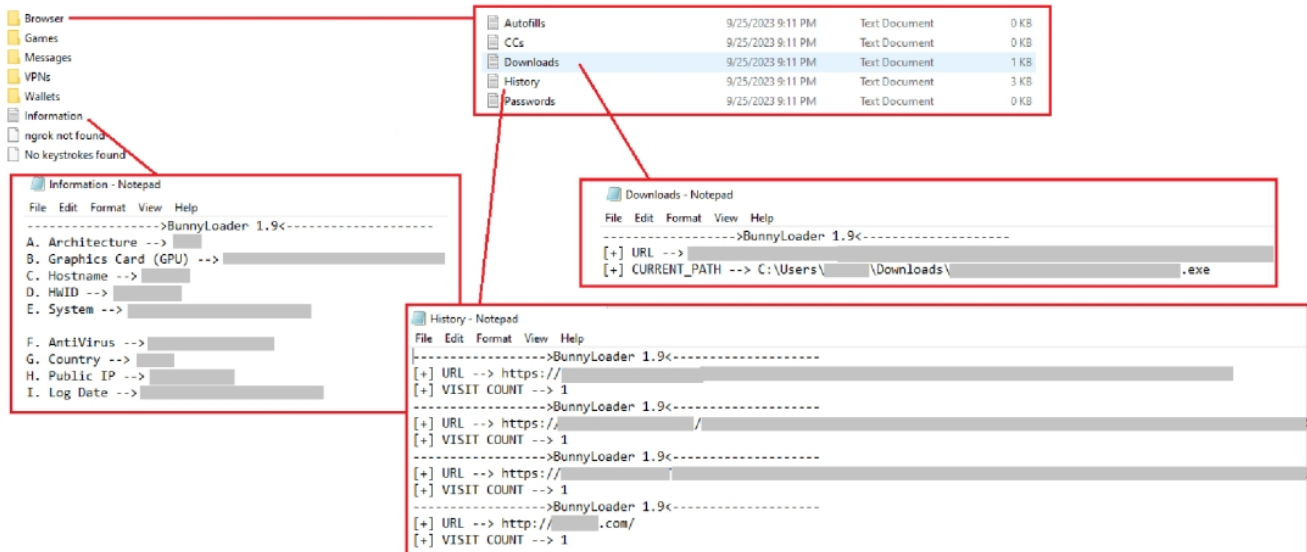 Browser
Games
Messages
VPNs
Wallets
Information
ngrok not found
No keystrokes found
Autofills 9/25/2023 9:11 PM Text Document 0 KB
CCs 9/25/2023 9:11 PM Text Document 0 KB
Downloads 9/25/2023 9:11 PM Text Document 1 KB
History 9/25/2023 9:11 PM Text Document 3 KB
Passwords 9/25/2023 9:11 PM Text Document 0 KB
Information - Notepad
File Edit Format View Help
------------------>BunnyLoader 1.9<--------------------
A. Architecture -->
B. Graphics Card (GPU) -->
C. Hostname -->
D. HWID -->
E. System -->
F. AntiVirus -->
G. Country -->
H. Public IP -->
I. Log Date -->
Downloads - Notepad
File Edit Format View Help
------------------>BunnyLoader 1.9<--------------------
[+] URL -->
[+] CURRENT_PATH --> C:\Users\ \Downloads\ .exe
History - Notepad
File Edit Format View Help
------------------>BunnyLoader 1.9<--------------------
[+] URL --> https://
[+] VISIT COUNT --> 1
------------------>BunnyLoader 1.9<--------------------
[+] URL --> https:// /
[+] VISIT COUNT --> 1
------------------>BunnyLoader 1.9<--------------------
[+] URL --> https://
[+] VISIT COUNT --> 1
------------------>BunnyLoader 1.9<--------------------
[+] URL --> http:// .com/
[+] VISIT COUNT --> 1